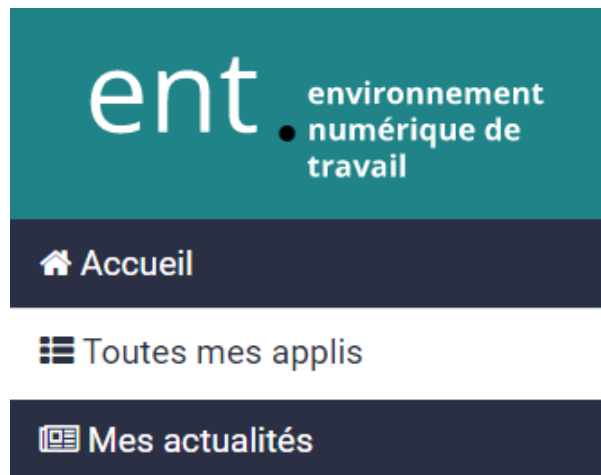 ent.
environnement
numérique de
travail
Accueil
Toutes mes applis
Mes actualités